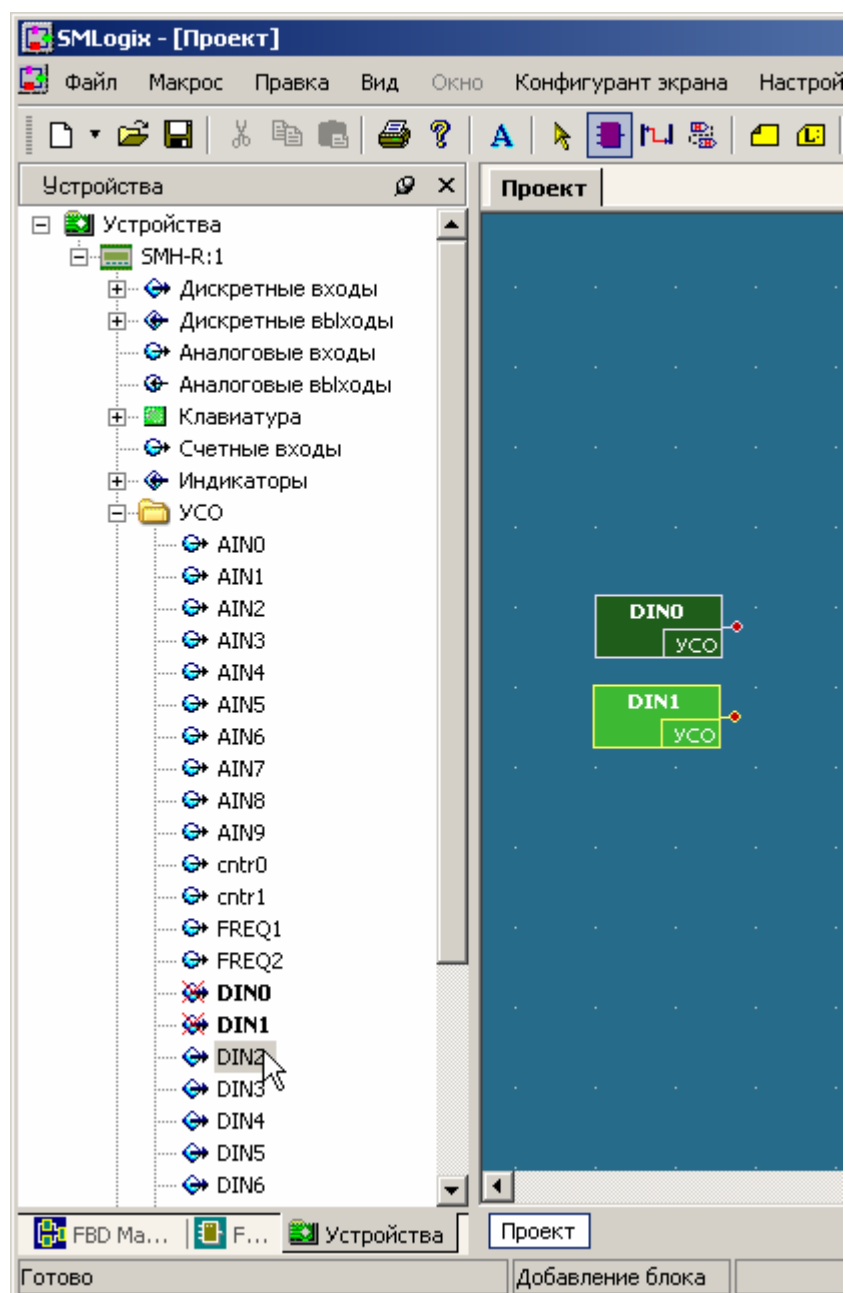 SMLogix - [Проект]
Файл Макрос Правка Вид Окно Конфигурант экрана Настрой
Устройства
Проект
Устройства
SMH-R:1
Дискретные входы
Дискретные выходы
Аналоговые входы
Аналоговые выходы
Клавиатура
Счетные входы
Индикаторы
УСО
AIN0
AIN1
AIN2
AIN3
AIN4
AIN5
AIN6
AIN7
AIN8
AIN9
cntr0
cntr1
FREQ1
FREQ2
DIN0
DIN1
DIN2
DIN3
DIN4
DIN5
DIN6
DIN0
УСО
DIN1
УСО
FBD Ма... F... Устройства
Проект
Готово
Добавление блока